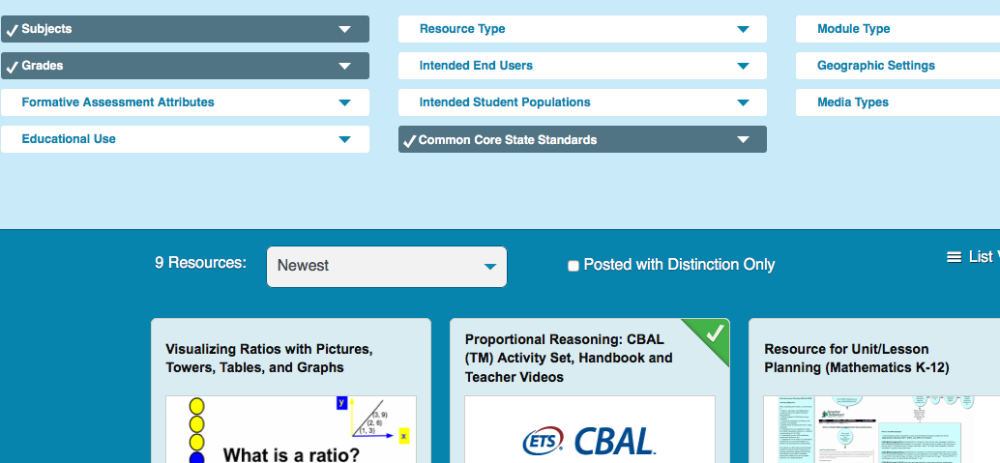 Subjects
Resource Type
Module Type
Grades
Intended End Users
Geographic Settings
Formative Assessment Attributes
Intended Student Populations
Media Types
Educational Use
Common Core State Standards
9 Resources:
Newest
Posted with Distinction Only
List
Visualizing Ratios with Pictures,
Towers, Tables, and Graphs
Proportional Reasoning: CBAL
(TM) Activity Set, Handbook and
Teacher Videos
Resource for Unit/Lesson
Planning (Mathematics K-12)
y
(3, 9)
(2, 6)
(1, 3)
x
What is a ratio?
ETS CBAL